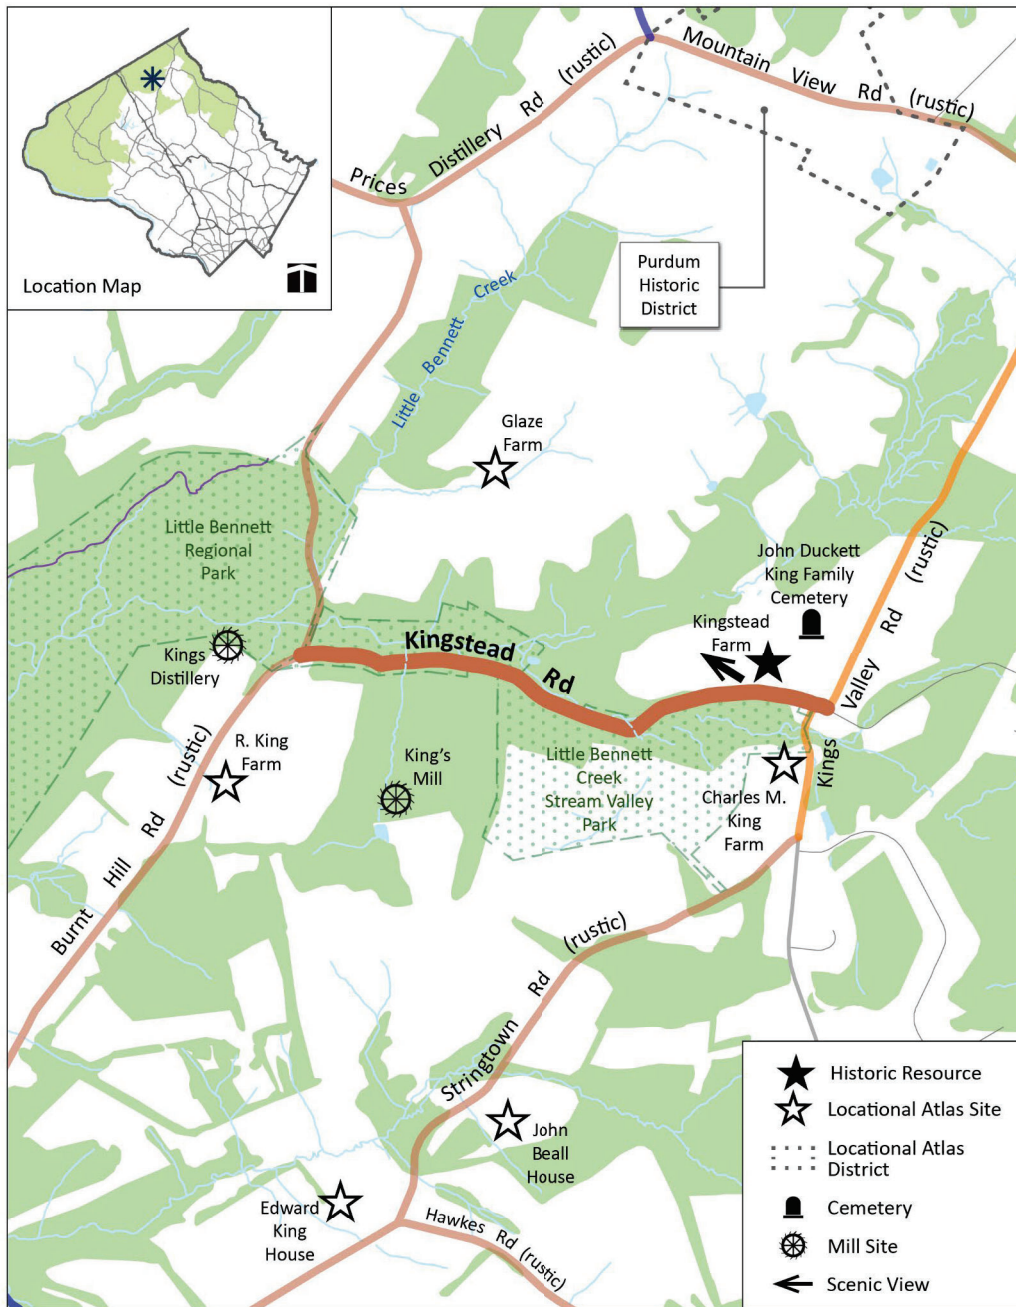 Location Map
Prices Distillery Rd (rustic)
Mountain View Rd (rustic)
Purdum
Historic
District
Little Bennett Creek
Glaze
Farm
Little Bennett
Regional
Park
John Duckett
King Family
Cemetery
Kingstead
Farm
Kings
Distillery
Kingstead Rd
Kings Valley Rd (rustic)
R. King
Farm
King's
Mill
Little Bennett
Creek
Stream Valley
Park
Charles M.
King
Farm
Burnt Hill Rd (rustic)
Stringtown Rd (rustic)
John
Beall
House
Edward
King
House
Hawkes Rd (rustic)
Historic Resource
Locational Atlas Site
Locational Atlas
District
Cemetery
Mill Site
Scenic View